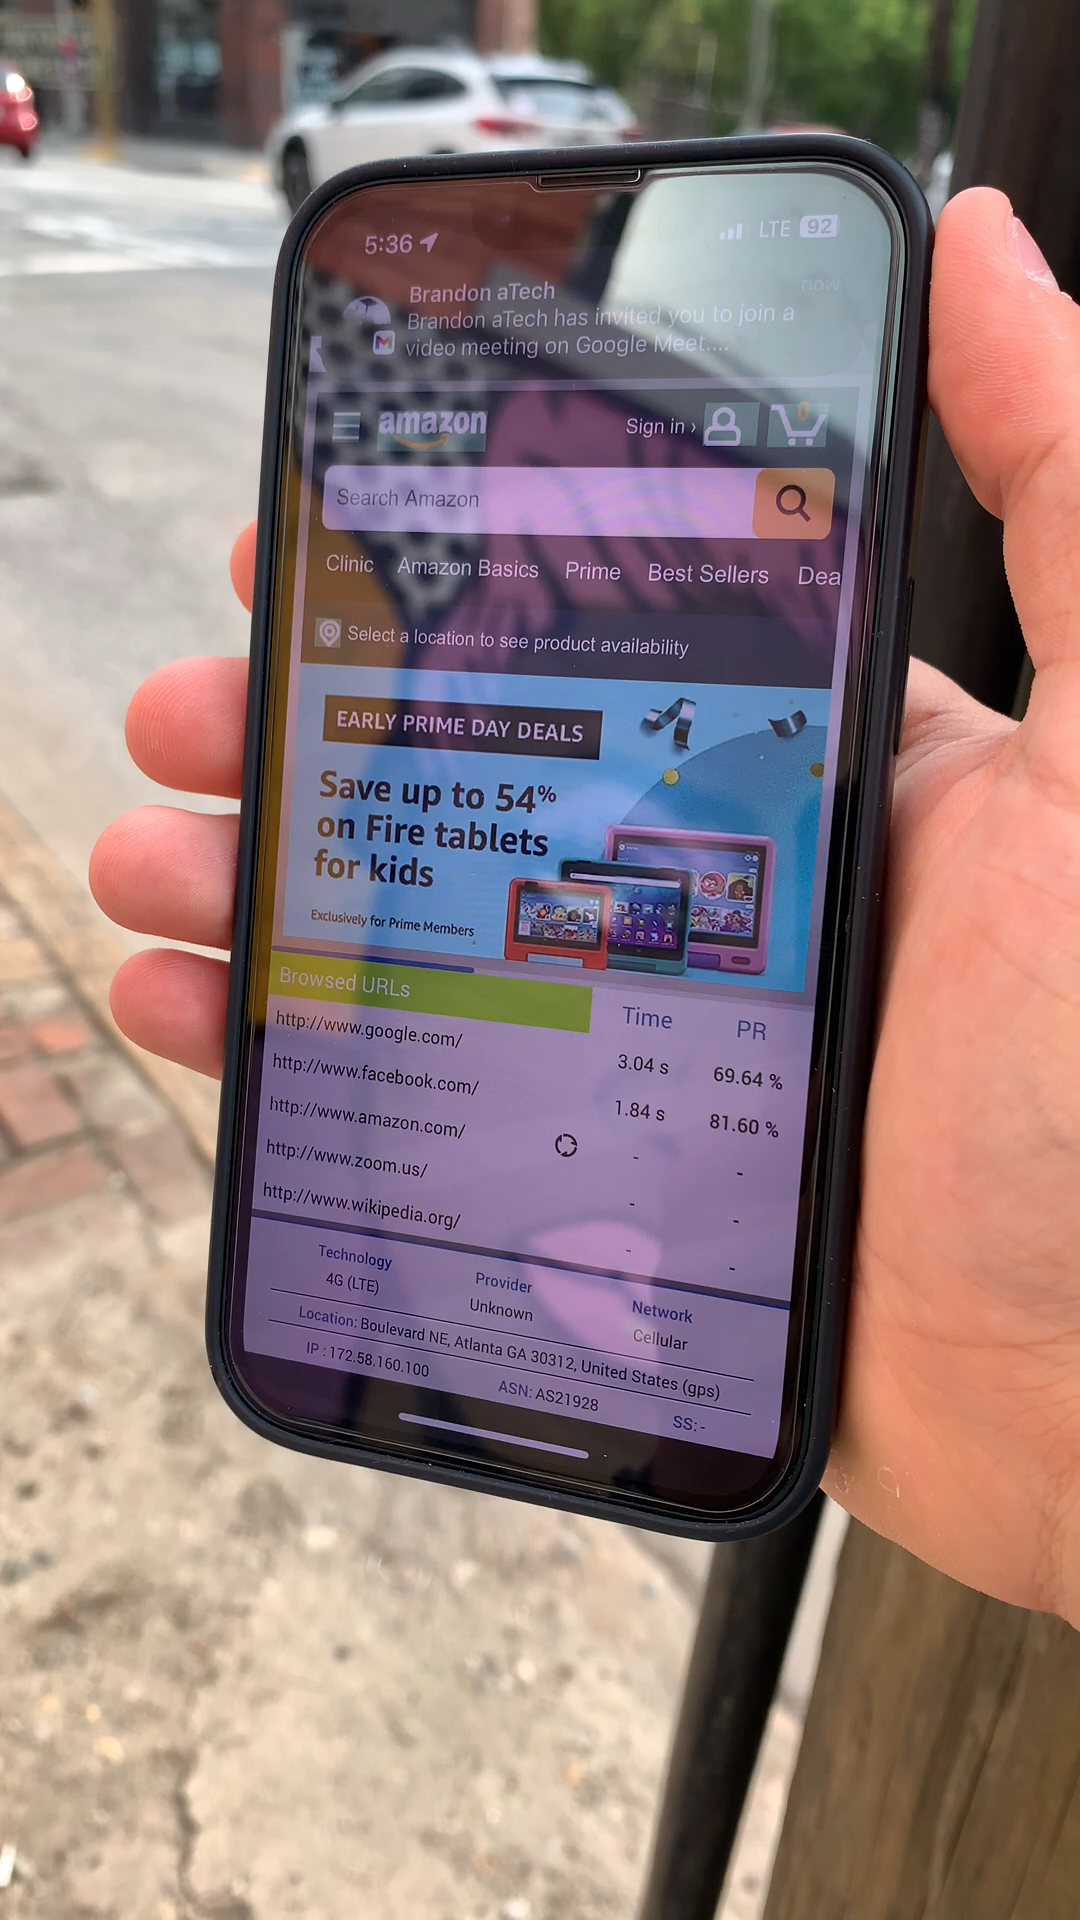 5:36
LTE 92
Brandon aTech
now
Brandon aTech has invited you to join a
video meeting on Google Meet....
amazon
Sign in ›
0
Search Amazon
Clinic Amazon Basics Prime Best Sellers Dea
Select a location to see product availability
EARLY PRIME DAY DEALS
Save up to 54%
on Fire tablets
for kids
Exclusively for Prime Members
Browsed URLs Time PR
http://www.google.com/ 3.04 s 69.64 %
http://www.facebook.com/ 1.84 s 81.60 %
http://www.amazon.com/ - -
http://www.zoom.us/ - -
http://www.wikipedia.org/ - -
Technology Provider Network
4G (LTE) Unknown Cellular
Location: Boulevard NE, Atlanta GA 30312, United States (gps)
IP : 172.58.160.100 ASN: AS21928 SS: -